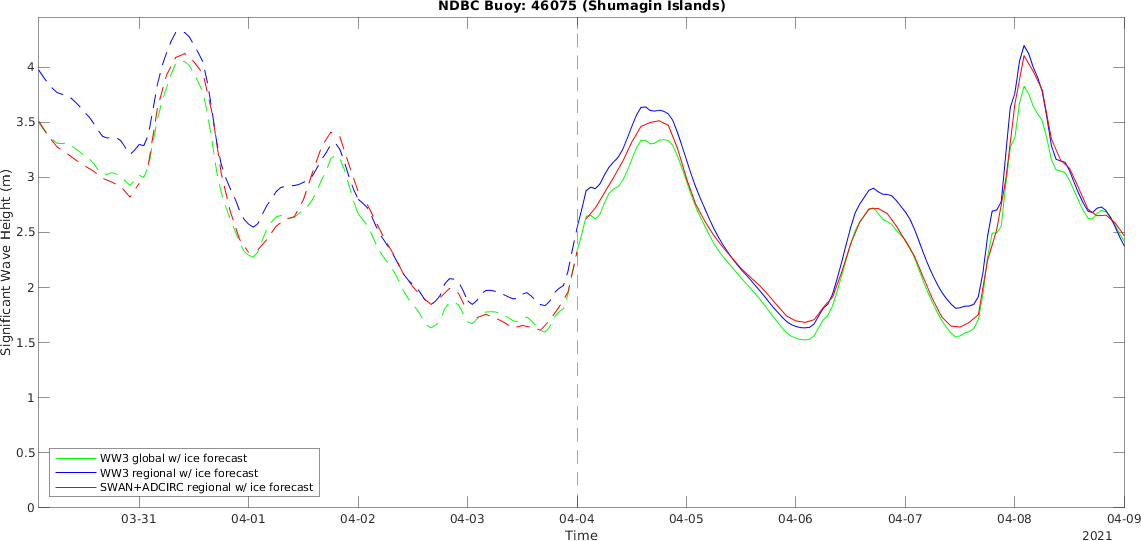 NDBC Buoy: 46075 (Shumagin Islands)
Significant Wave Height (m)
4
3.5
3
2.5
2
1.5
1
0.5
0
WW3 global w/ ice forecast
WW3 regional w/ ice forecast
SWAN+ADCIRC regional w/ ice forecast
03-31 04-01 04-02 04-03 04-04 04-05 04-06 04-07 04-08 04-09
Time
2021